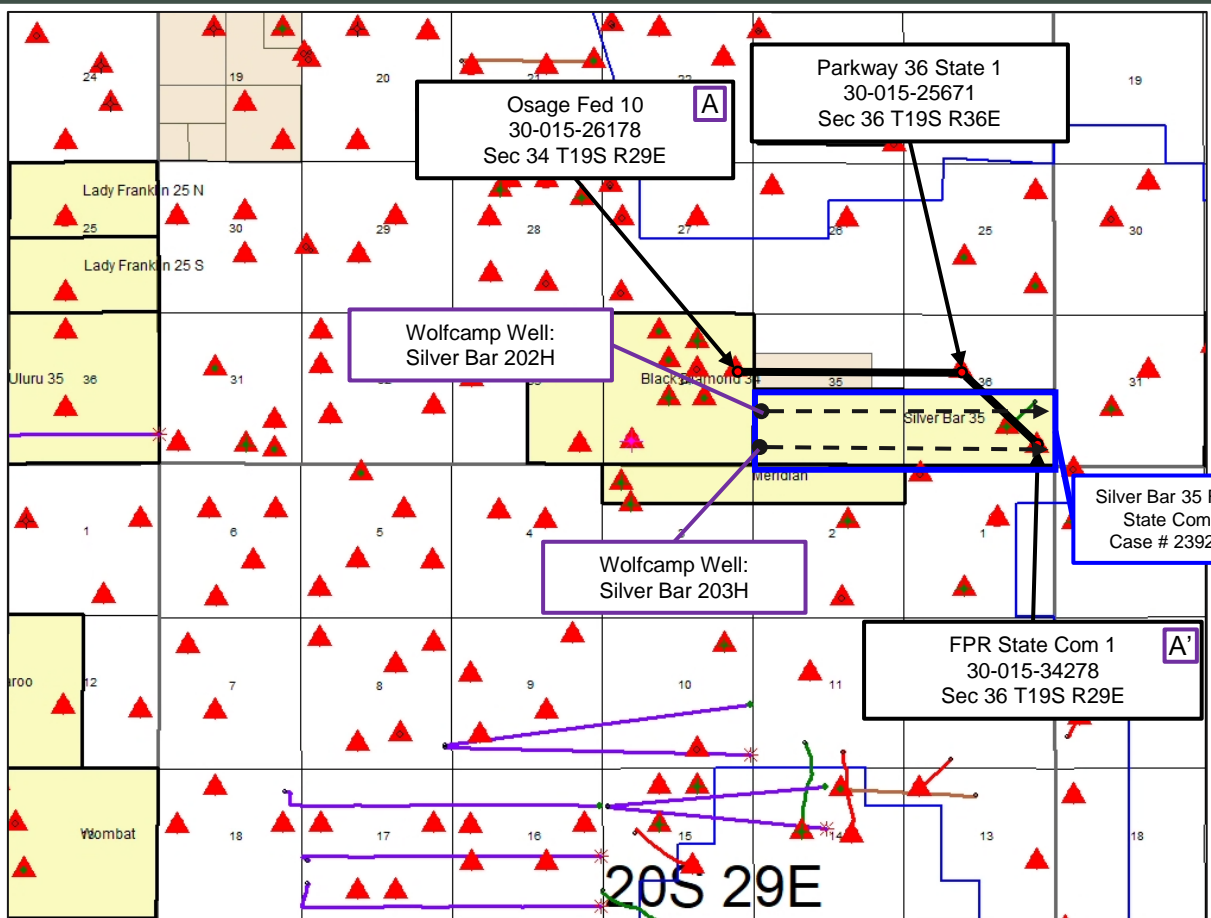 24
19
20
21
22
19
Osage Fed 10
30-015-26178
Sec 34 T19S R29E
A
Parkway 36 State 1
30-015-25671
Sec 36 T19S R36E
Lady Franklin 25 N
25
30
29
28
27
26
25
30
Lady Franklin 25 S
Wolfcamp Well:
Silver Bar 202H
Uluru 35
36
31
Black Diamond 34
35
36
31
Silver Bar 35
Meridian
Silver Bar 35
State Com
Case # 2392
1
6
5
3
2
1
Wolfcamp Well:
Silver Bar 203H
FPR State Com 1
30-015-34278
Sec 36 T19S R29E
A'
aroo
12
7
8
9
10
11
Wombat
18
17
16
15
14
13
18
20S 29E